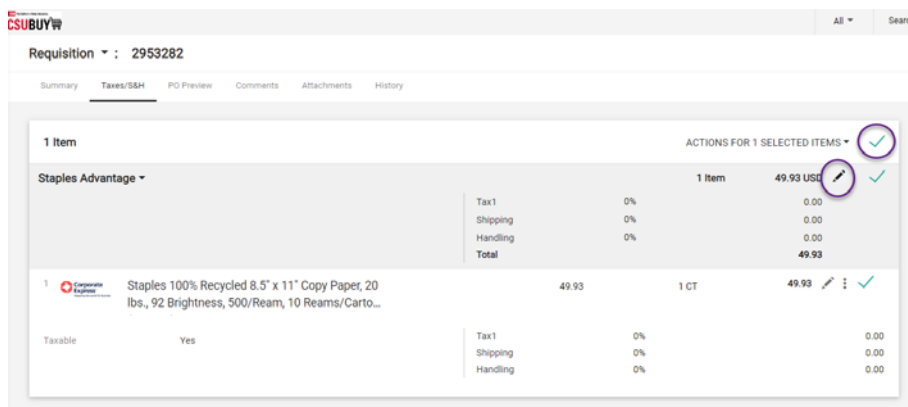 CSUBUY
All
Sear
Requisition : 2953282
Summary Taxes/S&H PO Preview Comments Attachments History
1 Item ACTIONS FOR 1 SELECTED ITEMS
Staples Advantage 1 Item 49.93 USD
Tax1 0% 0.00
Shipping 0% 0.00
Handling 0% 0.00
Total 49.93
1 Corporate Express Staples 100% Recycled 8.5" x 11" Copy Paper, 20 49.93 1 CT 49.93
lbs., 92 Brightness, 500/Ream, 10 Reams/Carto...
Taxable Yes Tax1 0% 0.00
Shipping 0% 0.00
Handling 0% 0.00